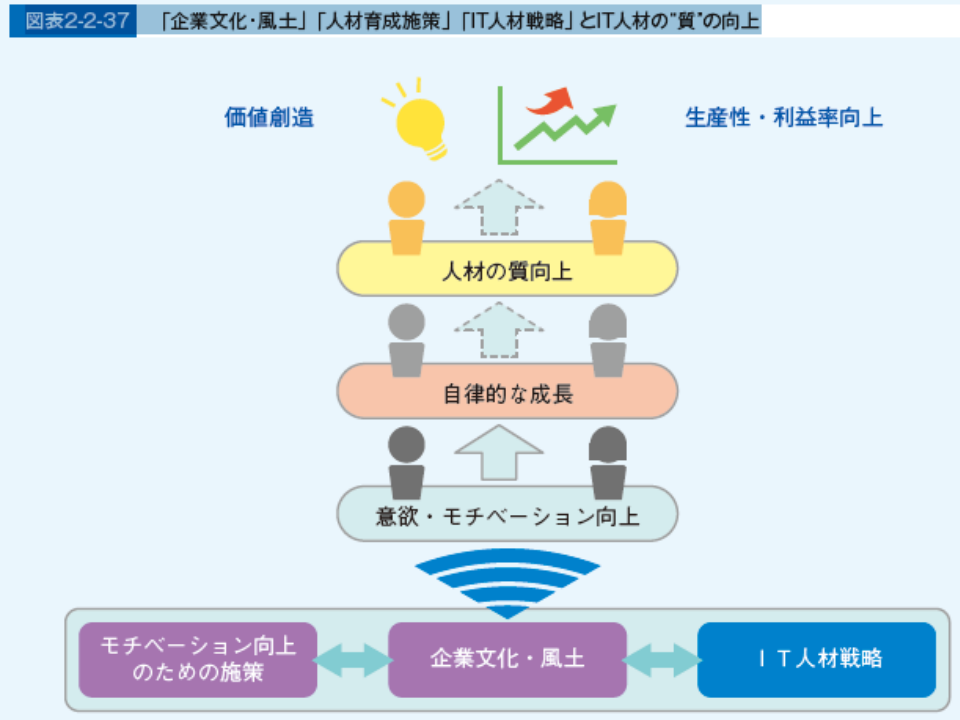 図表2-2-37 「企業文化・風土」「人材育成施策」「IT人材戦略」とIT人材の"質"の向上
価値創造
生産性・利益率向上
人材の質向上
自律的な成長
意欲・モチベーション向上
モチベーション向上
のための施策
企業文化・風土
ＩＴ人材戦略